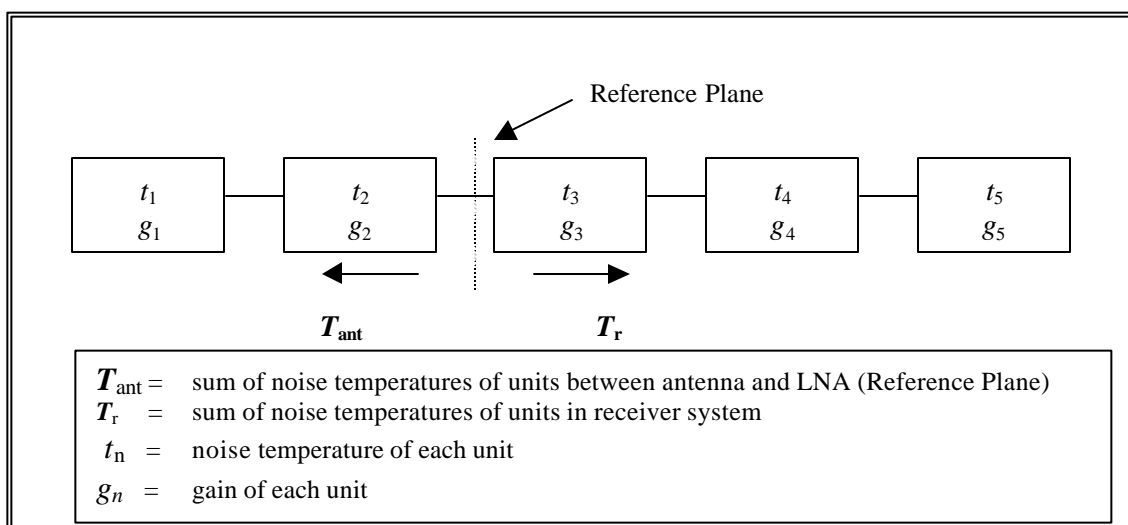 Reference Plane
t1 t2 t3 t4 t5
g1 g2 g3 g4 g5
Tant Tr
Tant = sum of noise temperatures of units between antenna and LNA (Reference Plane)
Tr = sum of noise temperatures of units in receiver system
tn = noise temperature of each unit
gn = gain of each unit